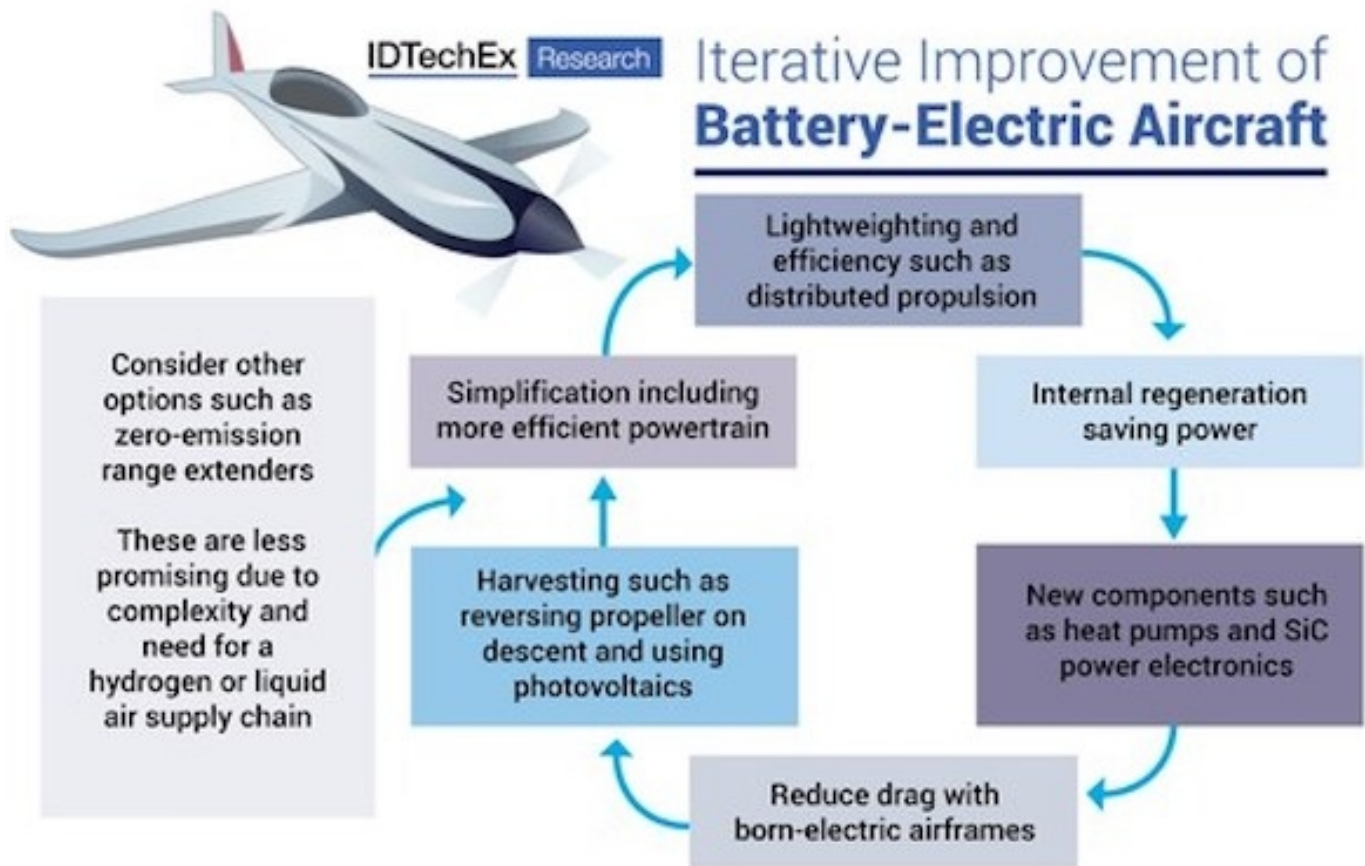 IDTechEx Research
Iterative Improvement of
Battery-Electric Aircraft
Lightweighting and
efficiency such as
distributed propulsion
Internal regeneration
saving power
New components such
as heat pumps and SiC
power electronics
Reduce drag with
born-electric airframes
Harvesting such as
reversing propeller on
descent and using
photovoltaics
Simplification including
more efficient powertrain
Consider other
options such as
zero-emission
range extenders
These are less
promising due to
complexity and
need for a
hydrogen or liquid
air supply chain